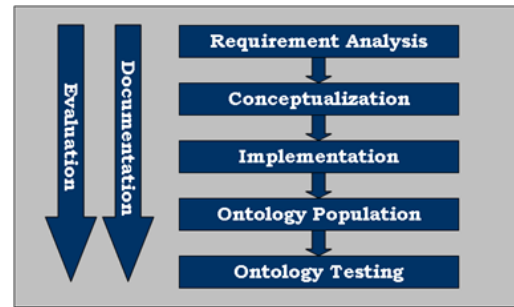 Evaluation
Documentation
Requirement Analysis
Conceptualization
Implementation
Ontology Population
Ontology Testing